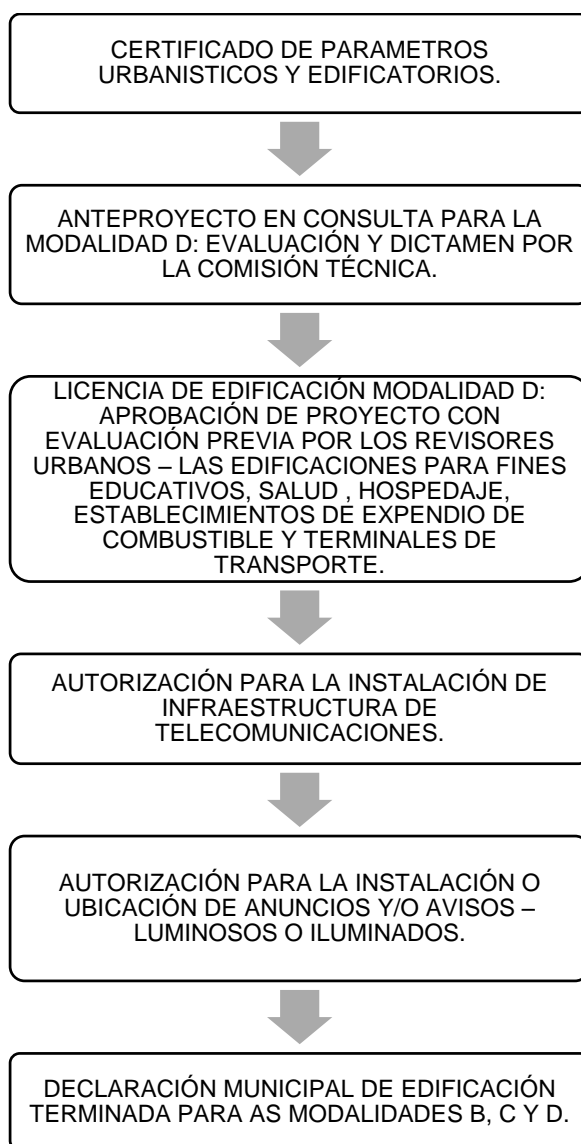 CERTIFICADO DE PARAMETROS
URBANISTICOS Y EDIFICATORIOS.
ANTEPROYECTO EN CONSULTA PARA LA
MODALIDAD D: EVALUACIÓN Y DICTAMEN POR
LA COMISIÓN TÉCNICA.
LICENCIA DE EDIFICACIÓN MODALIDAD D:
APROBACIÓN DE PROYECTO CON
EVALUACIÓN PREVIA POR LOS REVISORES
URBANOS – LAS EDIFICACIONES PARA FINES
EDUCATIVOS, SALUD , HOSPEDAJE,
ESTABLECIMIENTOS DE EXPENDIO DE
COMBUSTIBLE Y TERMINALES DE
TRANSPORTE.
AUTORIZACIÓN PARA LA INSTALACIÓN DE
INFRAESTRUCTURA DE
TELECOMUNICACIONES.
AUTORIZACIÓN PARA LA INSTALACIÓN O
UBICACIÓN DE ANUNCIOS Y/O AVISOS –
LUMINOSOS O ILUMINADOS.
DECLARACIÓN MUNICIPAL DE EDIFICACIÓN
TERMINADA PARA AS MODALIDADES B, C Y D.